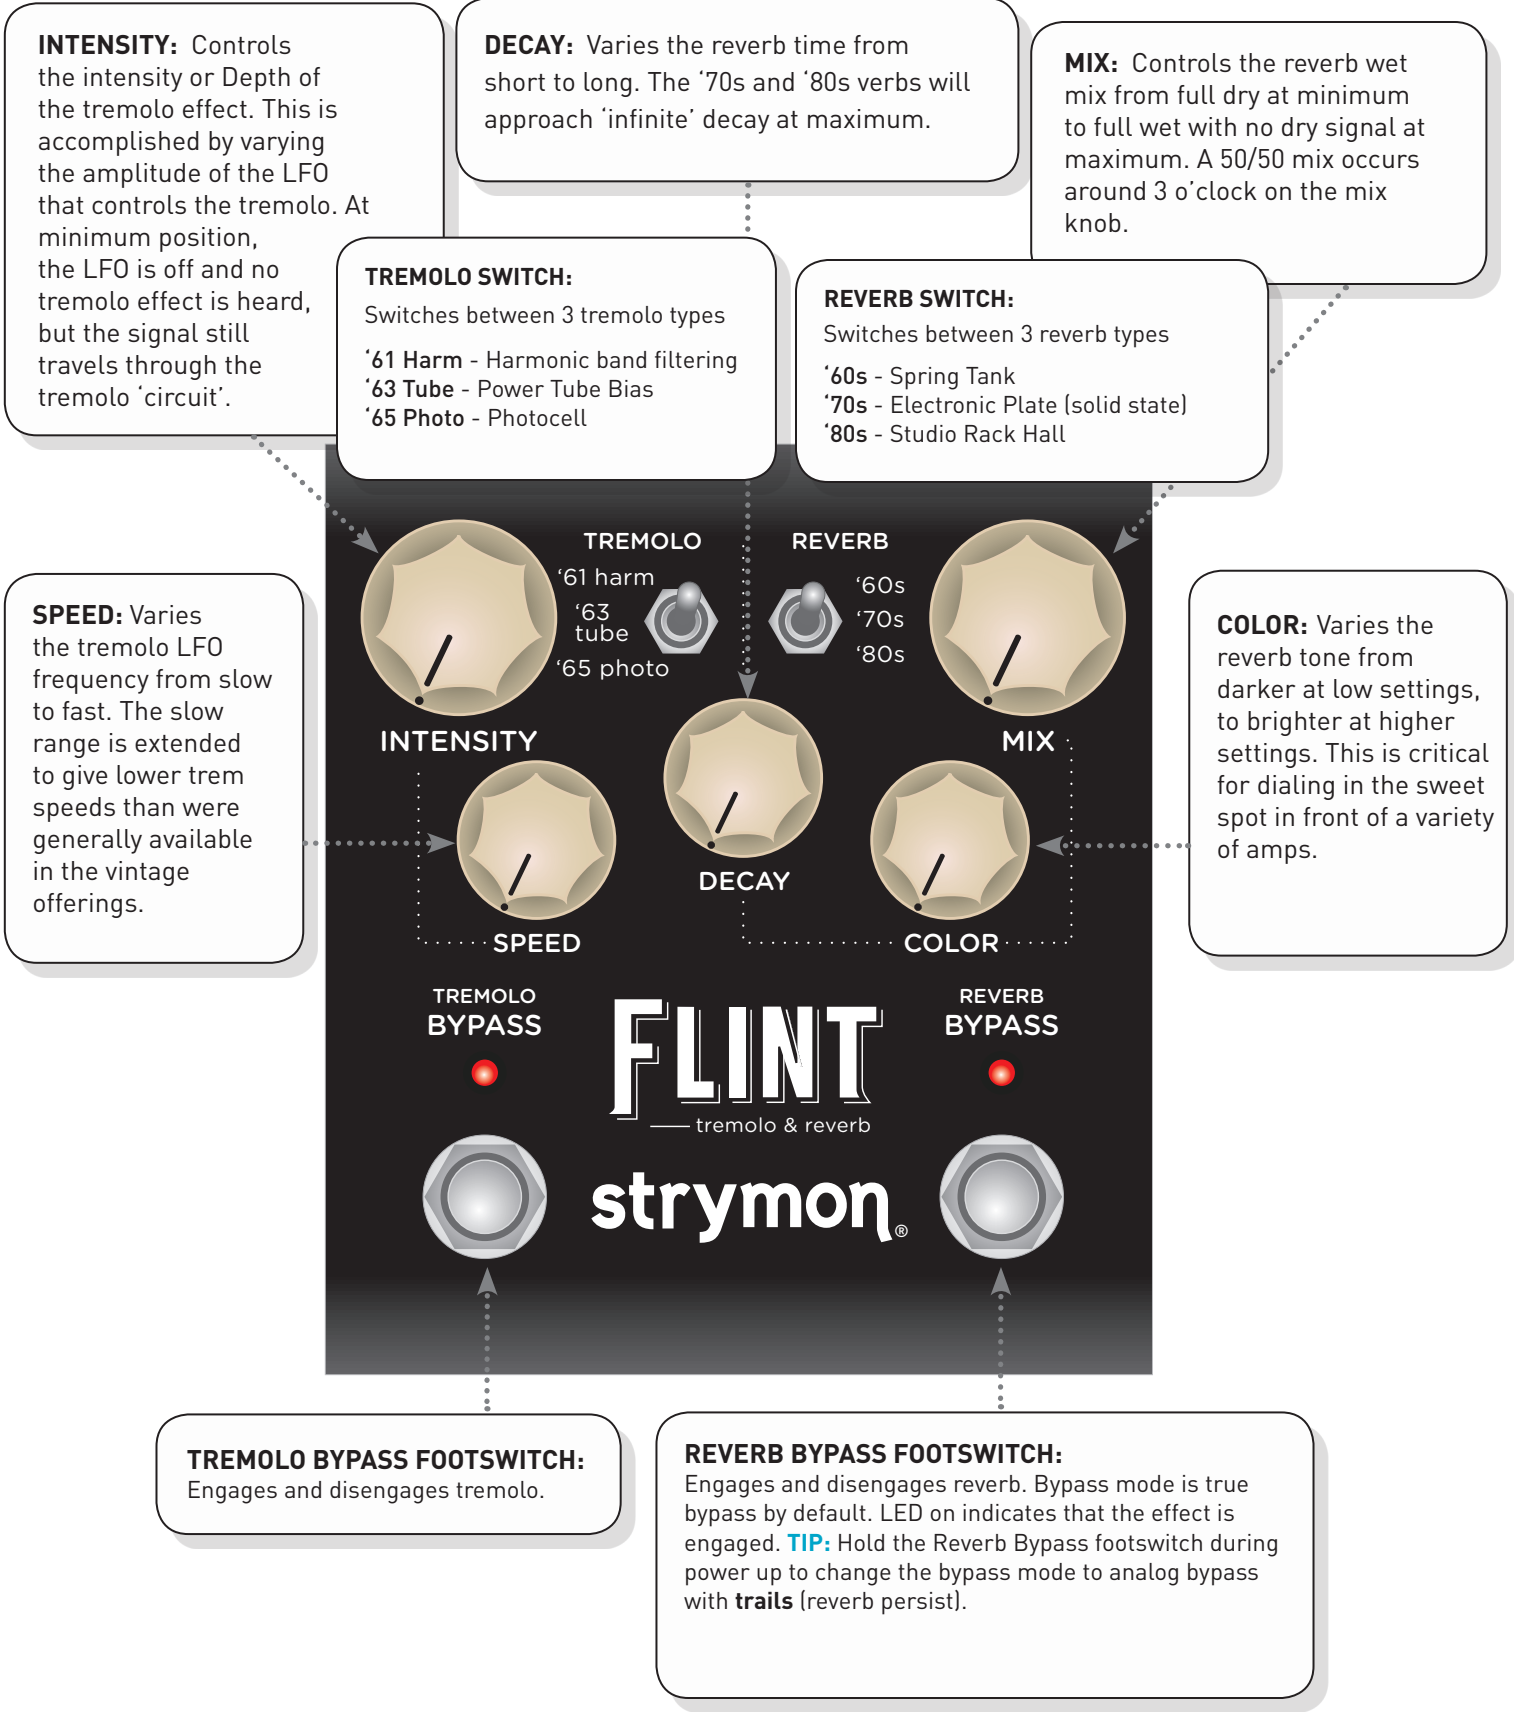 INTENSITY: Controls
the intensity or Depth of
the tremolo effect. This is
accomplished by varying
the amplitude of the LFO
that controls the tremolo. At
minimum position,
the LFO is off and no
tremolo effect is heard,
but the signal still
travels through the
tremolo ‘circuit’.
DECAY: Varies the reverb time from
short to long. The ‘70s and ‘80s verbs will
approach ‘infinite’ decay at maximum.
MIX: Controls the reverb wet
mix from full dry at minimum
to full wet with no dry signal at
maximum. A 50/50 mix occurs
around 3 o’clock on the mix
knob.
TREMOLO SWITCH:
Switches between 3 tremolo types
‘61 Harm - Harmonic band filtering
‘63 Tube - Power Tube Bias
‘65 Photo - Photocell
REVERB SWITCH:
Switches between 3 reverb types
‘60s - Spring Tank
‘70s - Electronic Plate (solid state)
‘80s - Studio Rack Hall
TREMOLO
‘61 harm
‘63
tube
‘65 photo
REVERB
‘60s
‘70s
‘80s
INTENSITY
MIX
SPEED: Varies
the tremolo LFO
frequency from slow
to fast. The slow
range is extended
to give lower trem
speeds than were
generally available
in the vintage
offerings.
COLOR: Varies the
reverb tone from
darker at low settings,
to brighter at higher
settings. This is critical
for dialing in the sweet
spot in front of a variety
of amps.
DECAY
SPEED
COLOR
TREMOLO
BYPASS
FLINT
tremolo & reverb
REVERB
BYPASS
strymon®
TREMOLO BYPASS FOOTSWITCH:
Engages and disengages tremolo.
REVERB BYPASS FOOTSWITCH:
Engages and disengages reverb. Bypass mode is true
bypass by default. LED on indicates that the effect is
engaged. TIP: Hold the Reverb Bypass footswitch during
power up to change the bypass mode to analog bypass
with trails (reverb persist).